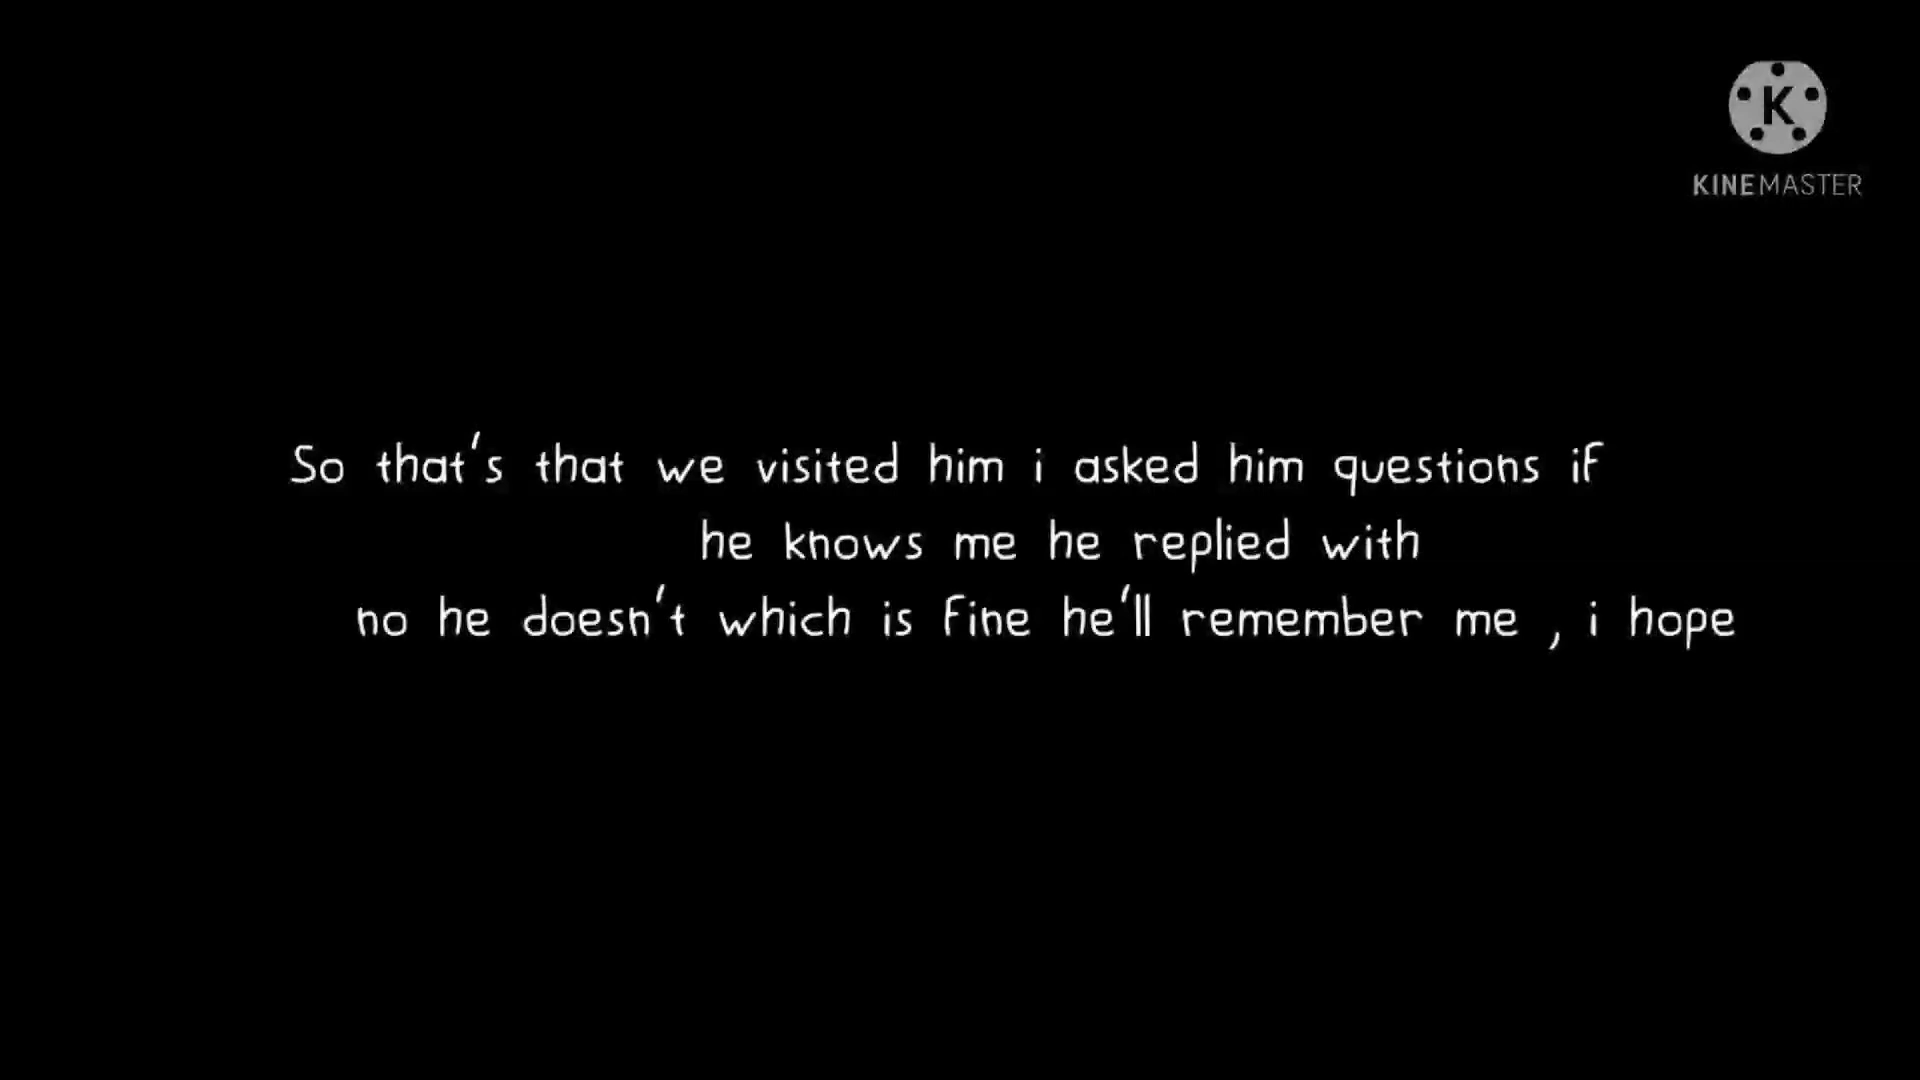 K
KINEMASTER
So that's that we visited him i asked him questions if
he knows me he replied with
no he doesn't which is fine he'll remember me , i hope